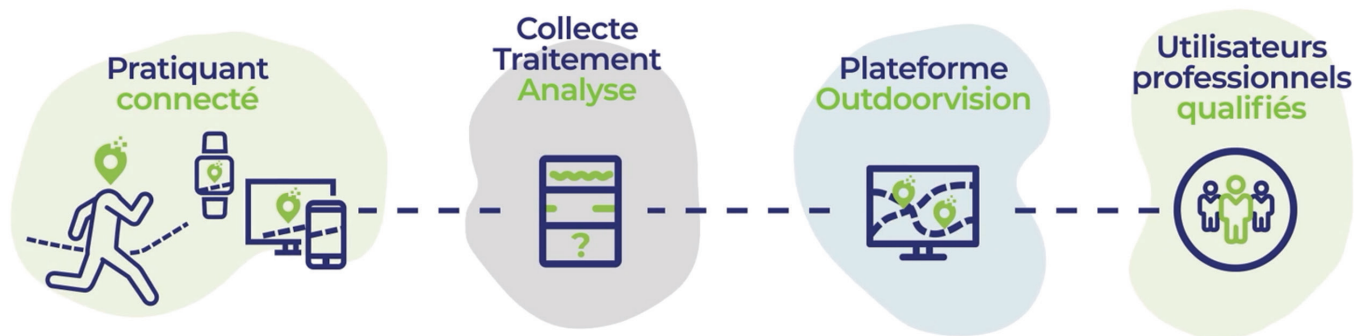 Pratiquant
connecté
Collecte
Traitement
Analyse
?
Plateforme
Outdoorvision
Utilisateurs
professionnels
qualifiés